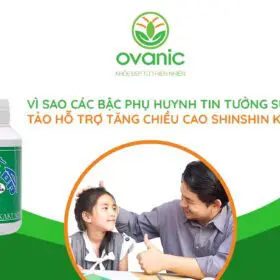 ovanic
KHỎE ĐẸP TỪ THIÊN NHIÊN
VÌ SAO CÁC BẬC PHỤ HUYNH TIN TƯỞNG
TẢO HỖ TRỢ TĂNG CHIỀU CAO SHINSHIN